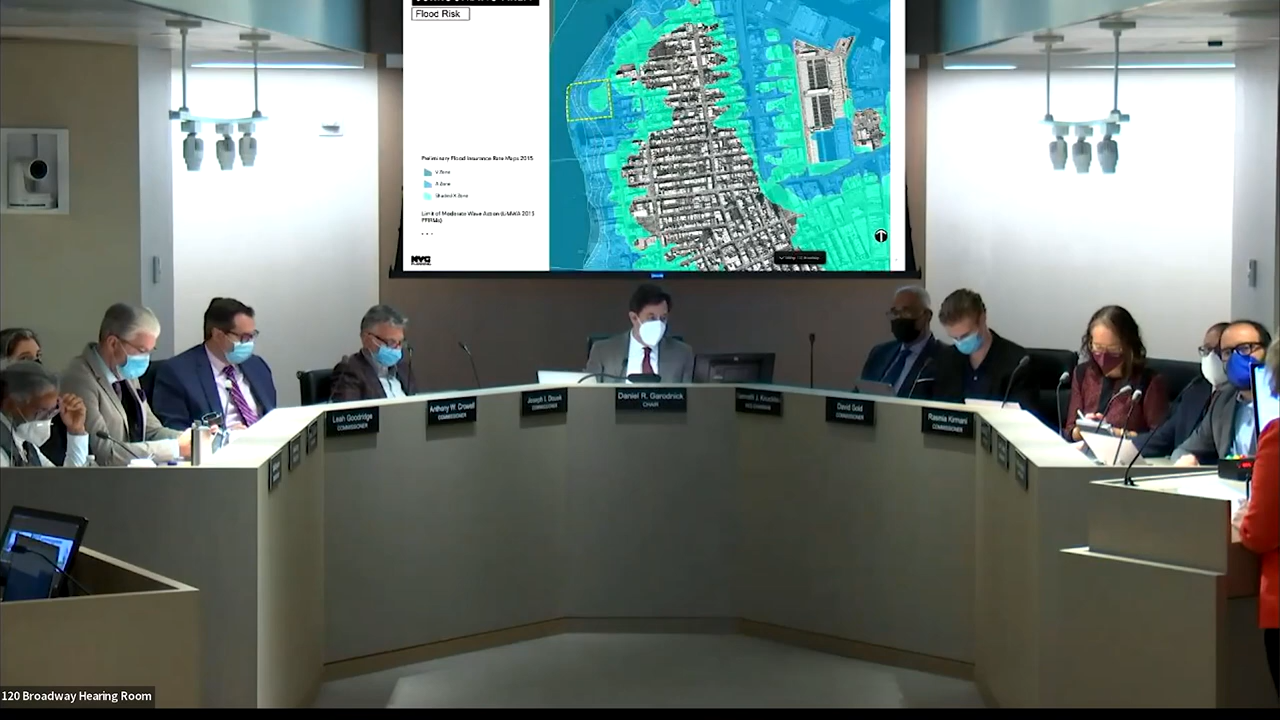 Flood Risk
Preliminary Flood Insurance Rate Maps 2015
V Zone
A Zone
Shaded X Zone
Limit of Moderate Wave Action (LiMWA 2015
PFIRMs)
NYC
PLANNING
Leah Goodridge
COMMISSIONER
Anthony W. Crowell
COMMISSIONER
Joseph I. Douek
COMMISSIONER
Daniel R. Garodnick
CHAIR
VICE CHAIRMAN
David Gold
COMMISSIONER
Rasmia Kirmani
COMMISSIONER
120 Broadway Hearing Room